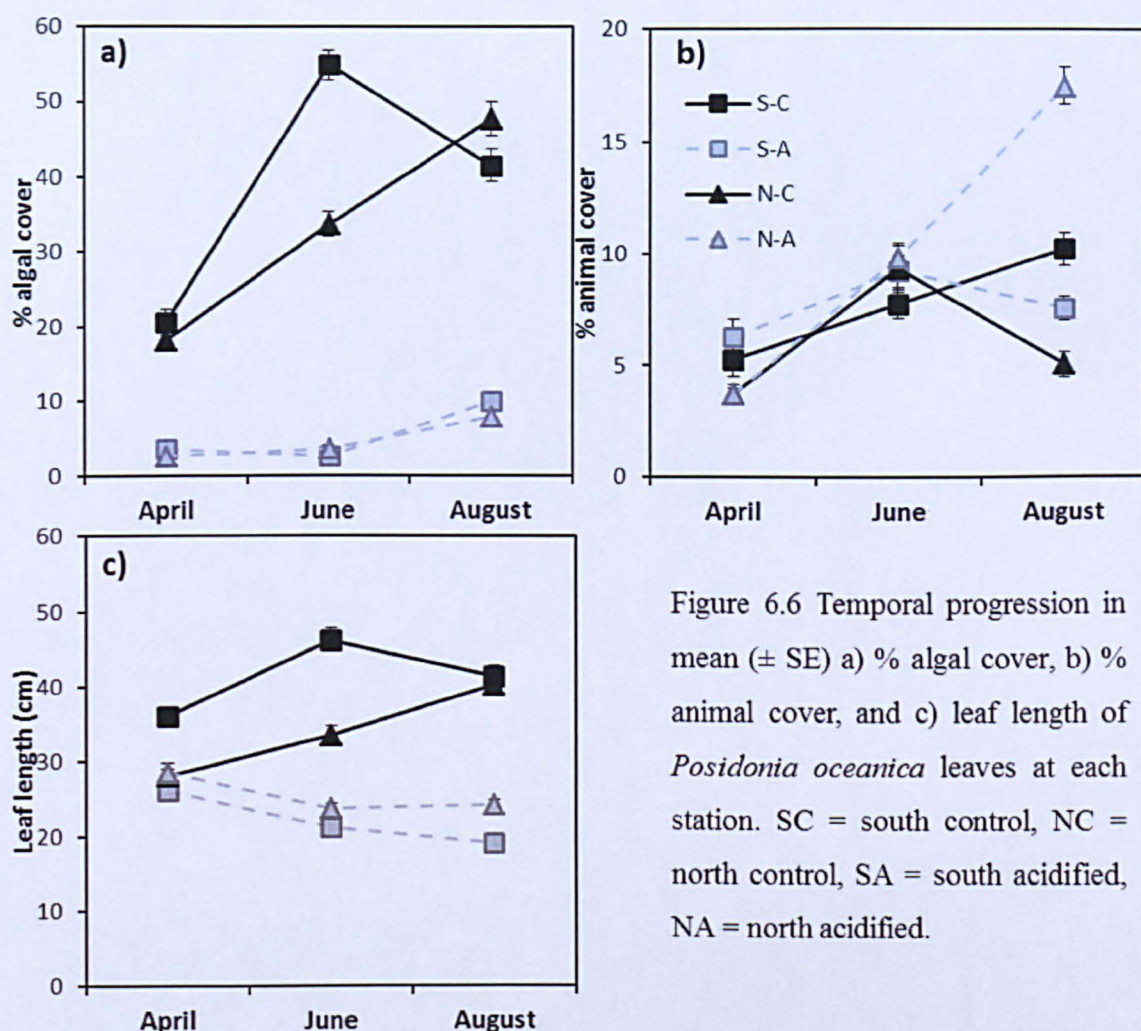 a)
60
50
40
30
20
10
0
% algal cover
April June August
b)
20
15
10
5
0
% animal cover
S-C
S-A
N-C
N-A
April June August
c)
60
50
40
30
20
10
0
Leaf length (cm)
April June August
Figure 6.6 Temporal progression in
mean (± SE) a) % algal cover, b) %
animal cover, and c) leaf length of
Posidonia oceanica leaves at each
station. SC = south control, NC =
north control, SA = south acidified,
NA = north acidified.